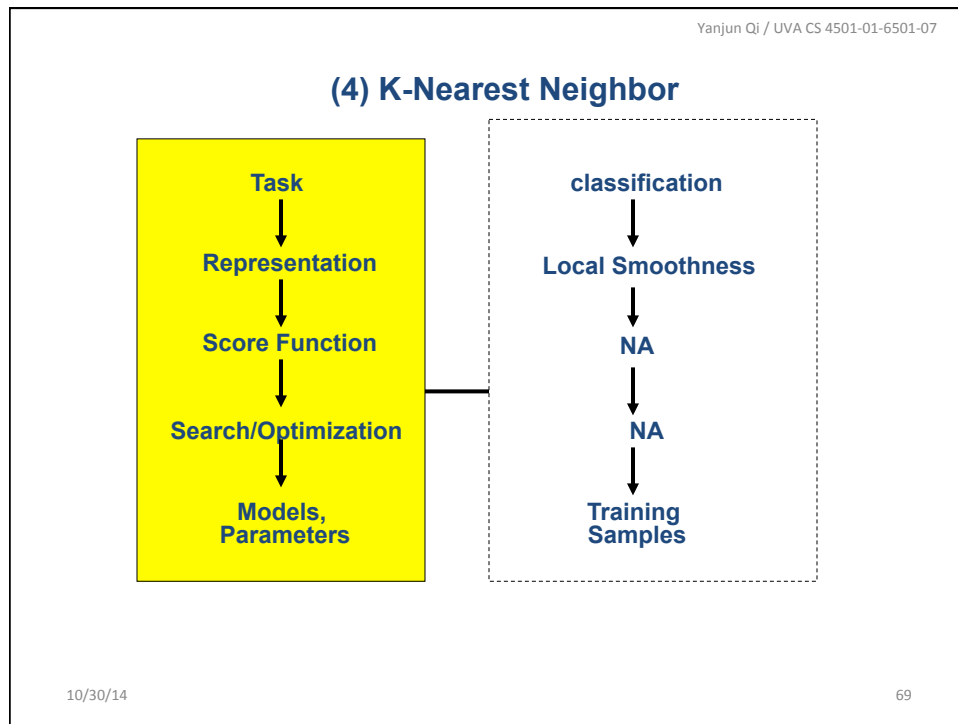 Yanjun Qi / UVA CS 4501-01-6501-07
(4) K-Nearest Neighbor
Task
Representation
Score Function
Search/Optimization
Models,
Parameters
classification
Local Smoothness
NA
NA
Training
Samples
10/30/14
69